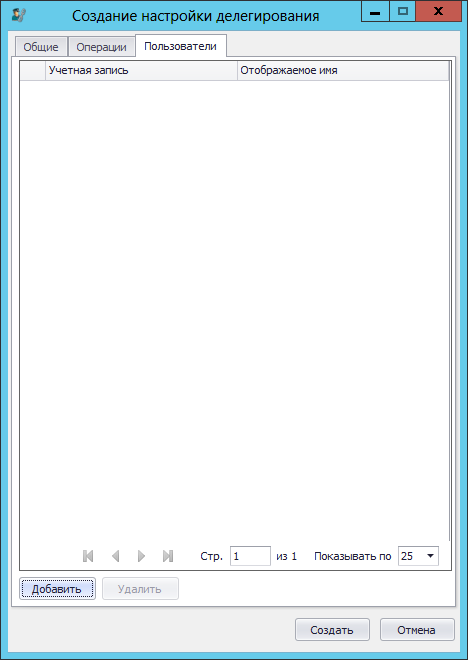 Создание настройки делегирования
Общие Операции Пользователи
Учетная запись Отображаемое имя
Стр. 1 из 1 Показывать по 25
Добавить Удалить
Создать Отмена